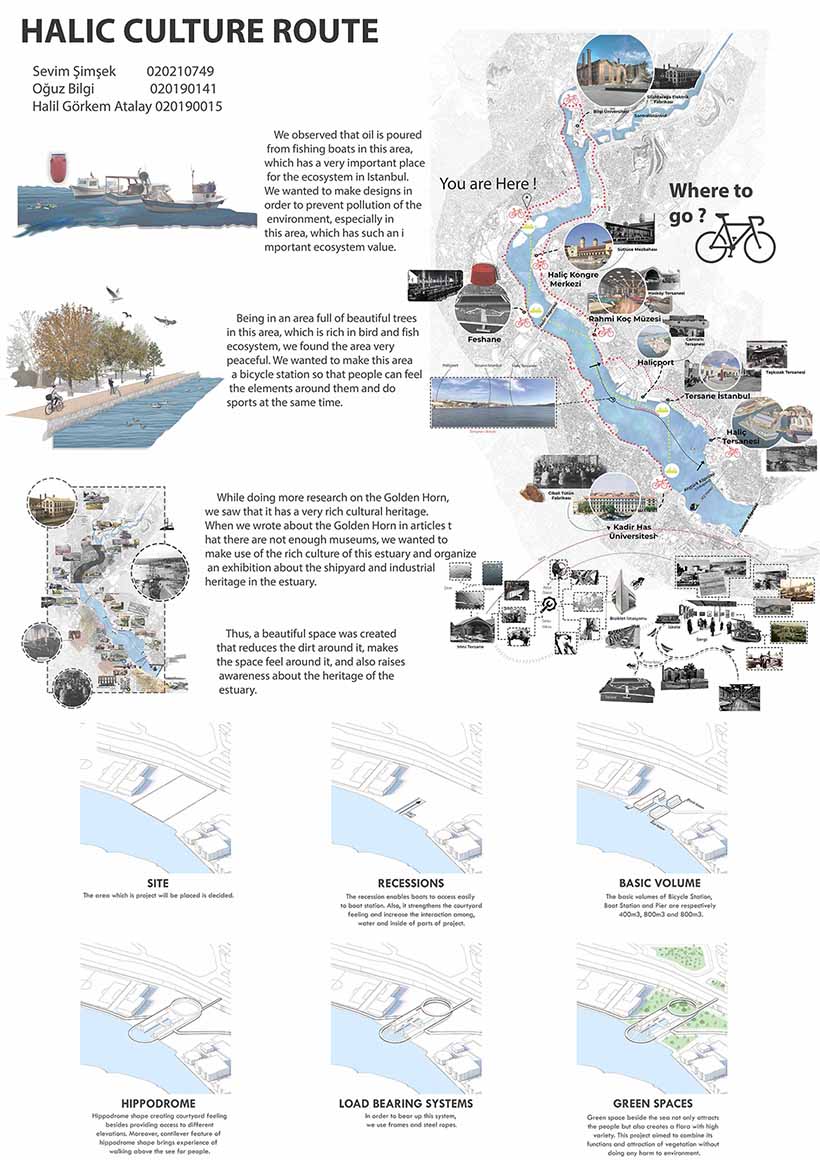 HALIC CULTURE ROUTE
Sevim Şimşek 020210749
Oğuz Bilgi 020190141
Halil Görkem Atalay 020190015
We observed that oil is poured
from fishing boats in this area,
which has a very important place
for the ecosystem in Istanbul.
We wanted to make designs in
order to prevent pollution of the
environment, especially in
this area, which has such an i
mportant ecosystem value.
Being in an area full of beautiful trees
in this area, which is rich in bird and fish
ecosystem, we found the area very
peaceful. We wanted to make this area
a bicycle station so that people can feel
the elements around them and do
sports at the same time.
While doing more research on the Golden Horn,
we saw that it has a very rich cultural heritage.
When we wrote about the Golden Horn in articles t
hat there are not enough museums, we wanted to
make use of the rich culture of this estuary and organize
an exhibition about the shipyard and industrial
heritage in the estuary.
Thus, a beautiful space was created
that reduces the dirt around it, makes
the space feel around it, and also raises
awareness about the heritage of the
estuary.
Silahtarağa Elektrik
Fabrikası
Bilgi Üniversitesi
Santralistanbul
You are Here !
Where to
go ?
Sütlüce Mezbahası
Haliç Kongre
Merkezi
Hasköy Tersanesi
Rahmi Koç Müzesi
Feshane
Camialtı
Tersanesi
Haliçport
Taşkızak Tersanesi
Tersane İstanbul
Haliç
Tersanesi
Cibali Tütün
Fabrikası
Kadir Has
Üniversitesi
Atatürk Köprüsü
Bisiklet İstasyonu
İskele
Sergi
SITE
The area which is project will be placed is decided.
RECESSIONS
The recession enables boats to access easily
to boat station. Also, it strengthens the courtyard
feeling and increase the interaction among,
water and inside of parts of project.
BASIC VOLUME
The basic volumes of Bicycle Station,
Boat Station and Pier are respectively
400m3, 800m3 and 800m3.
HIPPODROME
Hippodrome shape creating courtyard feeling
besides providing access to different
elevations. Moreover, cantilever feature of
hippodrome shape brings experience of
walking above the see for people.
LOAD BEARING SYSTEMS
In order to bear up this system,
we use frames and steel ropes.
GREEN SPACES
Green space beside the sea not only attracts
the people but also creates a flora with high
variety. This project aimed to combine its
functions and attraction of vegetation without
doing any harm to environment.